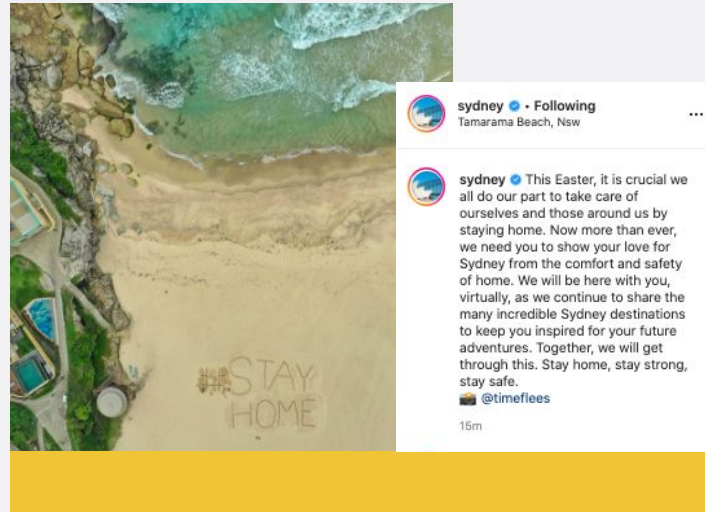 #STAY
HOME
sydney • Following
Tamarama Beach, Nsw
sydney This Easter, it is crucial we
all do our part to take care of
ourselves and those around us by
staying home. Now more than ever,
we need you to show your love for
Sydney from the comfort and safety
of home. We will be here with you,
virtually, as we continue to share the
many incredible Sydney destinations
to keep you inspired for your future
adventures. Together, we will get
through this. Stay home, stay strong,
stay safe.
@timeflees
15m